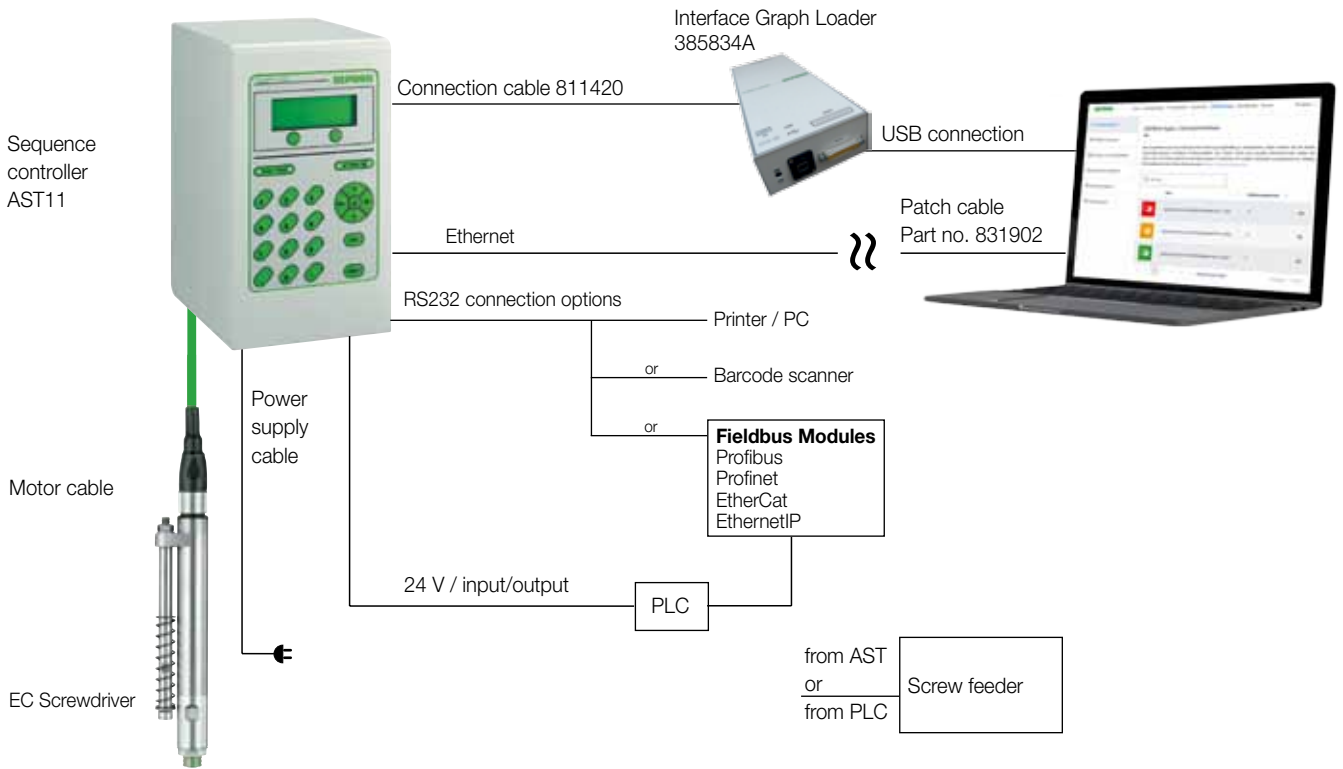 Interface Graph Loader
385834A
Connection cable 811420
USB connection
Sequence
controller
AST11
Patch cable
Part no. 831902
Ethernet
RS232 connection options
Printer / PC
or
Barcode scanner
Power
supply
cable
or
Fieldbus Modules
Profibus
Profinet
EtherCat
EthernetIP
Motor cable
24 V / input/output
PLC
from AST
or
from PLC
Screw feeder
EC Screwdriver